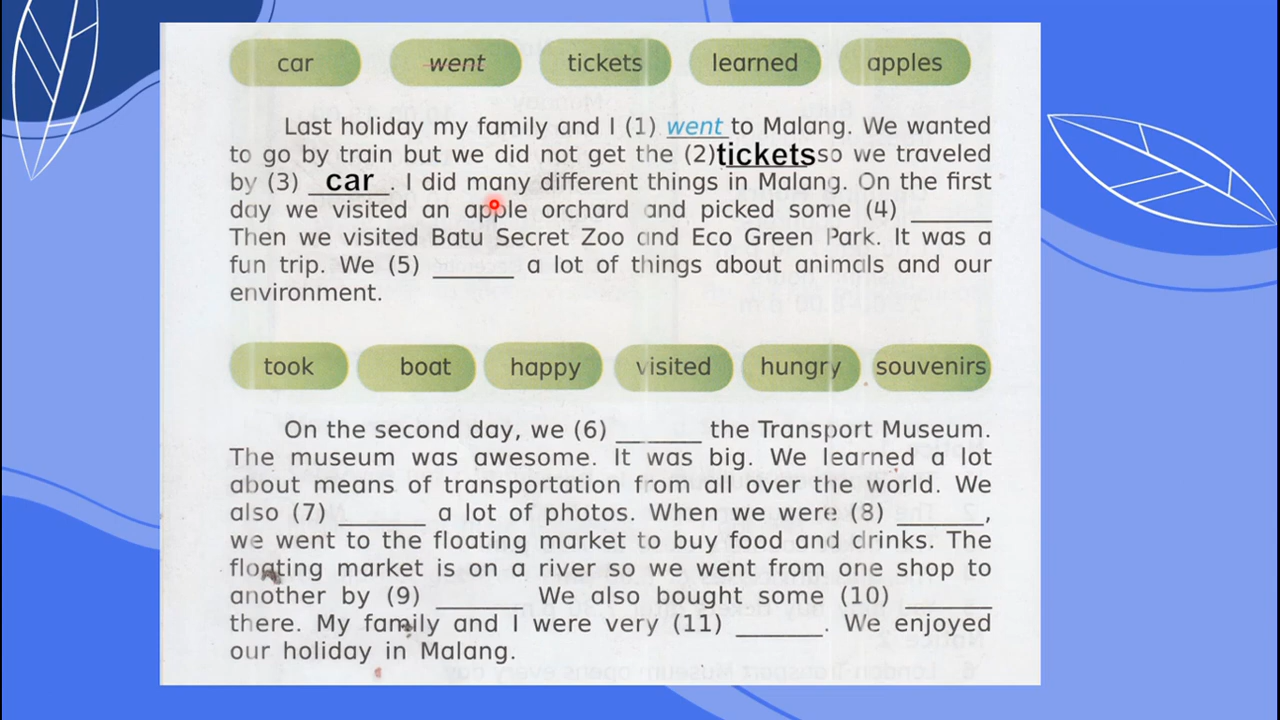 car went tickets learned apples
Last holiday my family and I (1) went to Malang. We wanted
to go by train but we did not get the (2) tickets so we traveled
by (3) car . I did many different things in Malang. On the first
day we visited an apple orchard and picked some (4) ______
Then we visited Batu Secret Zoo and Eco Green Park. It was a
fun trip. We (5) ______ a lot of things about animals and our
environment.
took boat happy visited hungry souvenirs
On the second day, we (6) ______ the Transport Museum.
The museum was awesome. It was big. We learned a lot
about means of transportation from all over the world. We
also (7) ______ a lot of photos. When we were (8) ______,
we went to the floating market to buy food and drinks. The
floating market is on a river so we went from one shop to
another by (9) ______ We also bought some (10) ______
there. My family and I were very (11) ______. We enjoyed
our holiday in Malang.